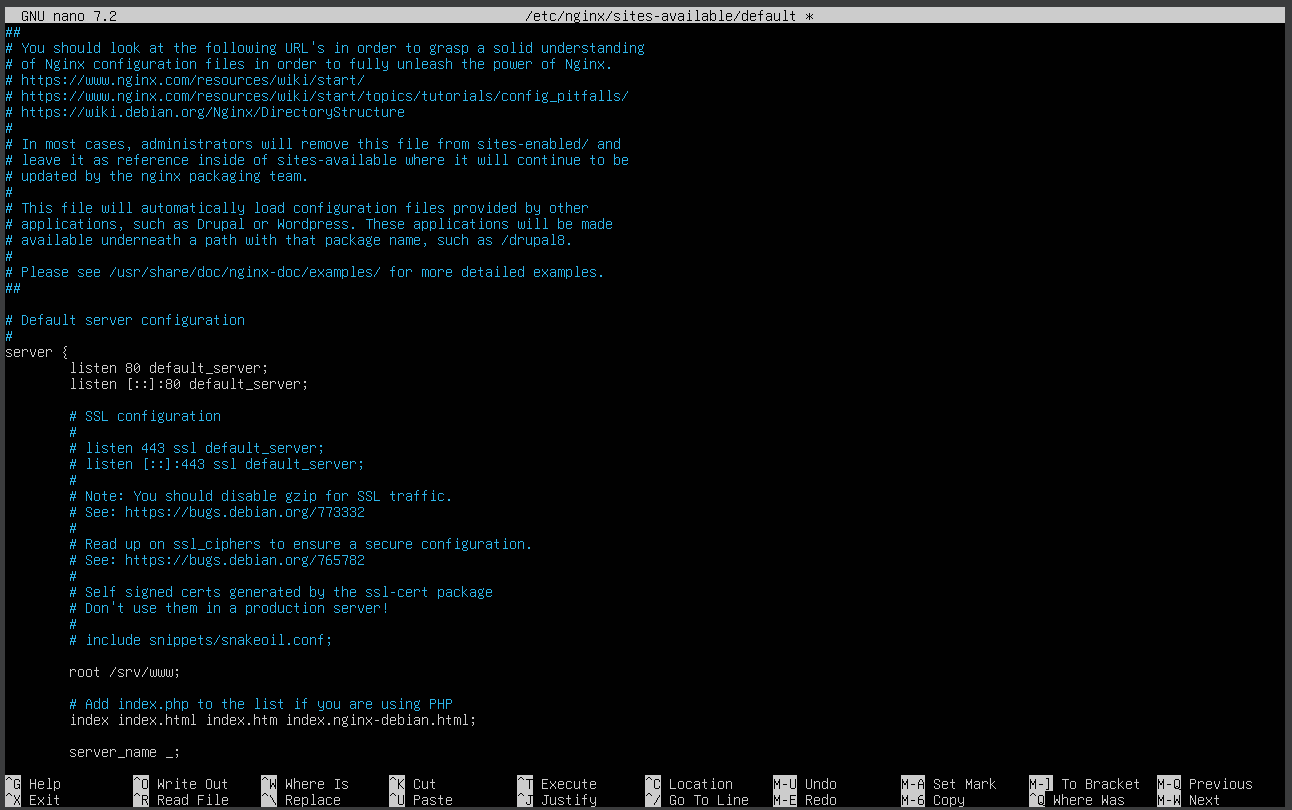 GNU nano 7.2 /etc/nginx/sites-available/default *
##
# You should look at the following URL's in order to grasp a solid understanding
# of Nginx configuration files in order to fully unleash the power of Nginx.
# https://www.nginx.com/resources/wiki/start/
# https://www.nginx.com/resources/wiki/start/topics/tutorials/config_pitfalls/
# https://wiki.debian.org/Nginx/DirectoryStructure
#
# In most cases, administrators will remove this file from sites-enabled/ and
# leave it as reference inside of sites-available where it will continue to be
# updated by the nginx packaging team.
#
# This file will automatically load configuration files provided by other
# applications, such as Drupal or Wordpress. These applications will be made
# available underneath a path with that package name, such as /drupal8.
#
# Please see /usr/share/doc/nginx-doc/examples/ for more detailed examples.
##

# Default server configuration
#
server {
        listen 80 default_server;
        listen [::]:80 default_server;

        # SSL configuration
        #
        # listen 443 ssl default_server;
        # listen [::]:443 ssl default_server;
        #
        # Note: You should disable gzip for SSL traffic.
        # See: https://bugs.debian.org/773332
        #
        # Read up on ssl_ciphers to ensure a secure configuration.
        # See: https://bugs.debian.org/765782
        #
        # Self signed certs generated by the ssl-cert package
        # Don't use them in a production server!
        #
        # include snippets/snakeoil.conf;

        root /srv/www;

        # Add index.php to the list if you are using PHP
        index index.html index.htm index.nginx-debian.html;

        server_name _;

^G Help ^O Write Out ^W Where Is ^K Cut ^T Execute ^C Location M-U Undo M-A Set Mark M-] To Bracket M-Q Previous
^X Exit ^R Read File ^\ Replace ^U Paste ^J Justify ^/ Go To Line M-E Redo M-6 Copy ^Q Where Was M-W Next